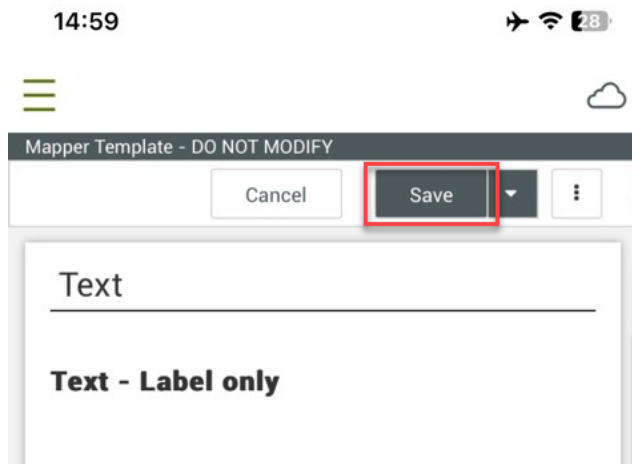 14:59
28
Mapper Template - DO NOT MODIFY
Cancel
Save
Text
Text - Label only